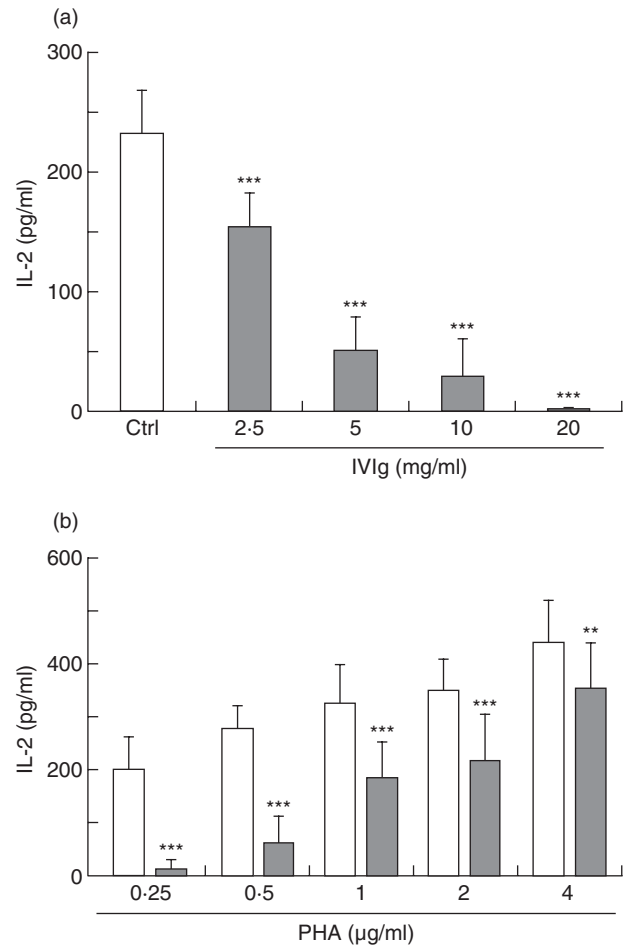 (a)
300
200
100
0
IL-2 (pg/ml)
***
***
***
***
Ctrl 2·5 5 10 20
IVIg (mg/ml)
(b)
600
400
200
0
IL-2 (pg/ml)
***
***
***
***
**
0·25 0·5 1 2 4
PHA (µg/ml)